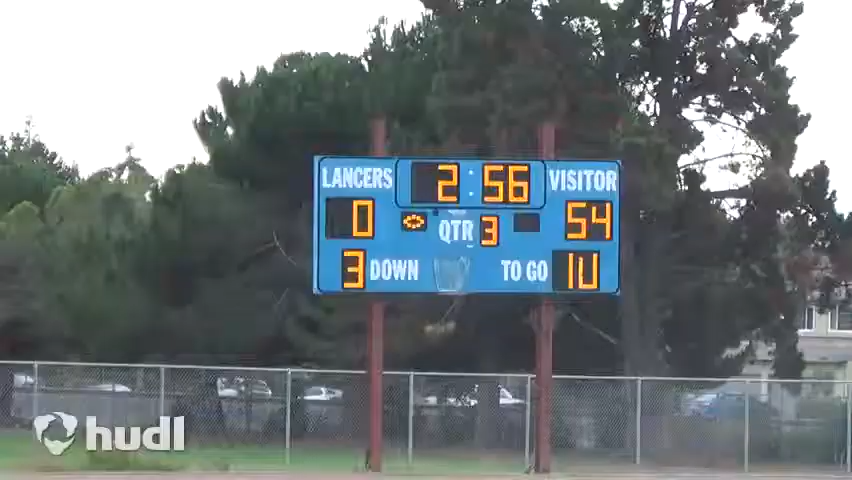 LANCERS 2:56 VISITOR
0 QTR 3 54
3 DOWN TO GO 10
hudl